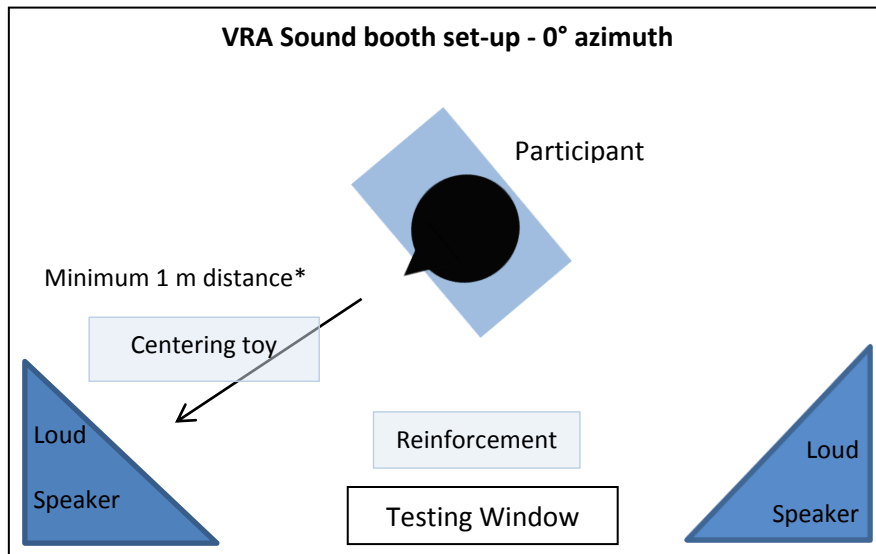 VRA Sound booth set-up - 0° azimuth
Participant
Minimum 1 m distance*
Centering toy
Loud
Speaker
Reinforcement
Testing Window
Loud
Speaker